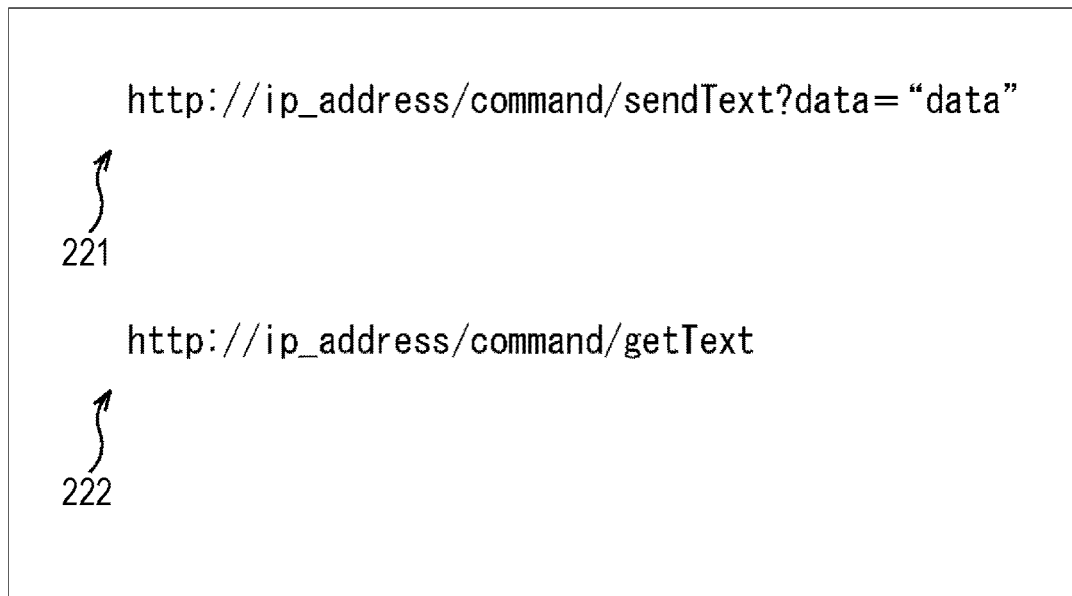 http://ip_address/command/sendText?data=“data”
221
http://ip_address/command/getText
222